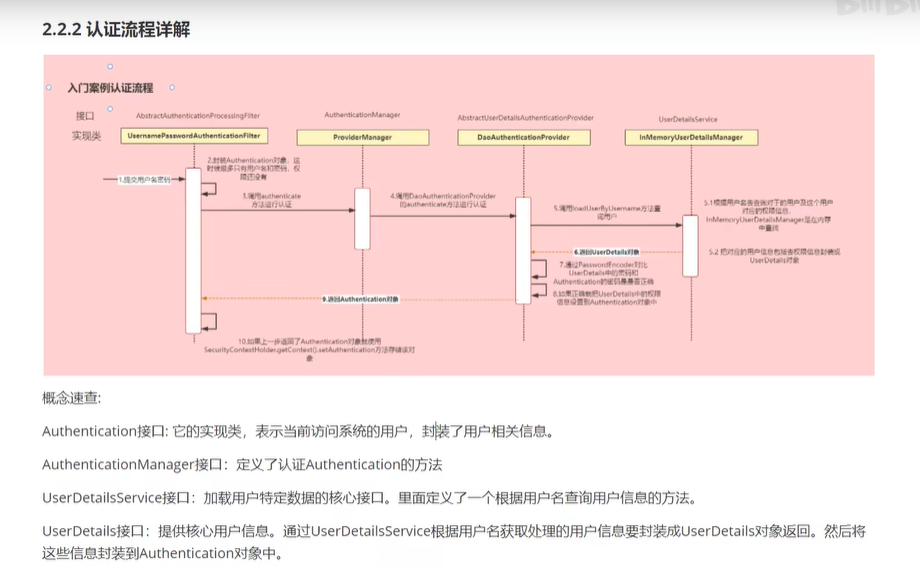 2.2.2 认证流程详解
入门案例认证流程
接口
AbstractAuthenticationProcessingFilter
AuthenticationManager
AbstractUserDetailsAuthenticationProvider
UserDetailsService
实现类
UsernamePasswordAuthenticationFilter
ProviderManager
DaoAuthenticationProvider
InMemoryUserDetailsManager
1.提交用户名密码
2.封装Authentication对象，这
时候最多只有用户名和密码，权
限还没有
3.调用authenticate
方法进行认证
4.调用DaoAuthenticationProvider
的authenticate方法进行认证
5.调用loadUserByUsername方法查
询用户
5.1根据用户名去查询对于的用户及这个用户
对应的权限信息，
InMemoryUserDetailsManager是在内存
中查找
5.2 把对应的用户信息包括去权限信息封装成
UserDetails对象
6.返回UserDetails对象
7.通过PasswordEncoder对比
UserDetails中的密码和
Authentication的密码是是否正确
8.如果正确就把UserDetails中的权限
信息设置到Authentication对象中
9.返回Authentication对象
10.如果上一步返回了Authentication对象就使用
SecurityContextHolder.getContext().setAuthentication方法存储该对
象
概念速查:
Authentication接口: 它的实现类，表示当前访问系统的用户，封装了用户相关信息。
AuthenticationManager接口：定义了认证Authentication的方法
UserDetailsService接口：加载用户特定数据的核心接口。里面定义了一个根据用户名查询用户信息的方法。
UserDetails接口：提供核心用户信息。通过UserDetailsService根据用户名获取处理的用户信息要封装成UserDetails对象返回。然后将
这些信息封装到Authentication对象中。